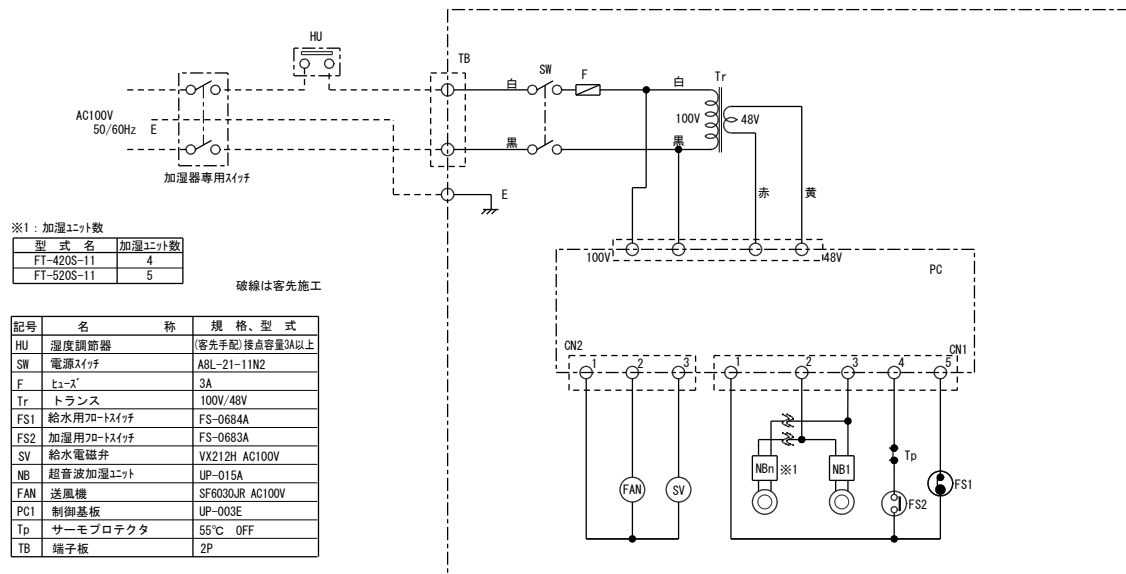 HU
TB
SW
F
白
白
Tr
AC100V
50/60Hz
E
100V
48V
黒
黒
加湿器専用スイッチ
E
赤
黄
※1：加湿ユニット数
型 式 名 加湿ユニット数
FT-420S-11 4
FT-520S-11 5
破線は客先施工
100V
48V
PC
記号 名 称 規 格、型 式
HU 湿度調節器 (客先手配)接点容量3A以上
SW 電源スイッチ A8L-21-11N2
F ヒューズ 3A
Tr トランス 100V/48V
FS1 給水用フロートスイッチ FS-0684A
FS2 加湿用フロートスイッチ FS-0683A
SV 給水電磁弁 VX212H AC100V
NB 超音波加湿ユニット UP-015A
FAN 送風機 SF6030JR AC100V
PC1 制御基板 UP-003E
Tp サーモプロテクタ 55℃ OFF
TB 端子板 2P
CN2
1 2 3
CN1
1 2 3 4 5
NBn ※1 NB1
Tp
FAN
SV
FS2
FS1